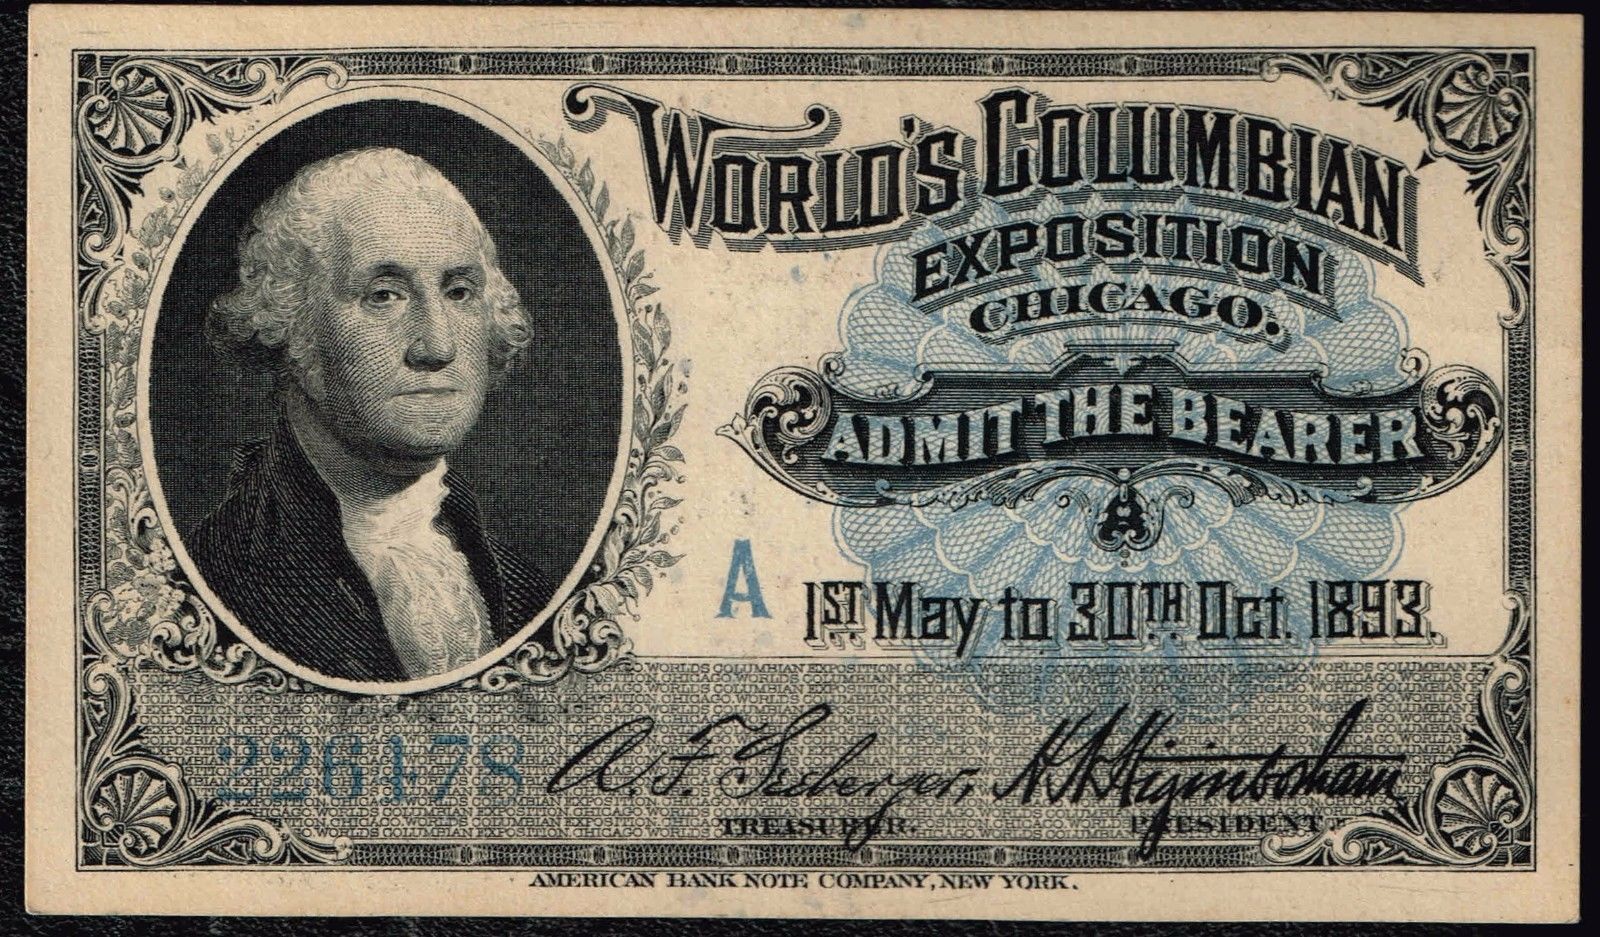 WORLD'S COLUMBIAN
EXPOSITION
CHICAGO.
ADMIT THE BEARER
A
A
1ST May to 30TH Oct. 1893.
226178
A. F. Seeberger,
H. N. Higinbotham
TREASURER.
PRESIDENT
AMERICAN BANK NOTE COMPANY, NEW YORK.